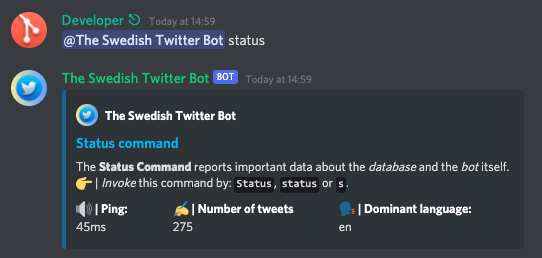 Developer Today at 14:59
@The Swedish Twitter Bot status
The Swedish Twitter Bot BOT Today at 14:59
The Swedish Twitter Bot
Status command
The Status Command reports important data about the database and the bot itself.
👉 | Invoke this command by: Status, status or s.
🔊 | Ping: ✍️ | Number of tweets 🗣️ | Dominant language:
45ms 275 en